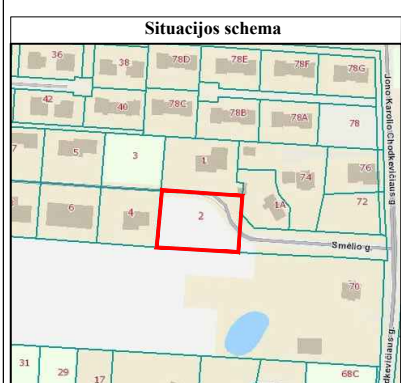 Situacijos schema
36
38
78D
78E
78F
78G
42
40
78C
78B
78A
78
5
3
1
74
76
1A
72
6
4
2
Smėlio g.
70
31
29
17
68C
Jono Karolio Chodkevičiaus g
dkevičiaus g.